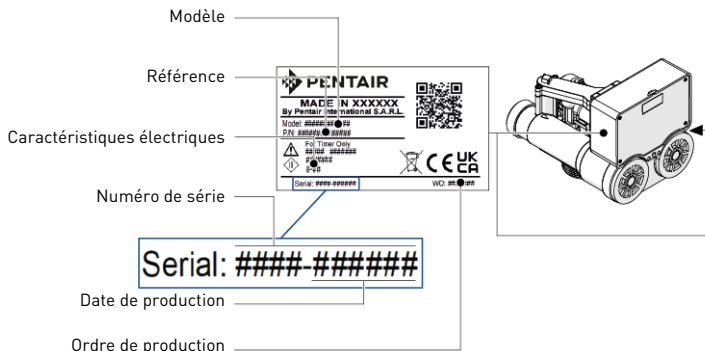 Modèle
Référence
Caractéristiques électriques
Numéro de série
Date de production
Ordre de production
PENTAIR
MADE IN XXXXXX
By Pentair International S.A.R.L.
Model:
P/N:
For Timer Only
CE UK CA
Serial: ####-######
WO:
Serial: ####-######